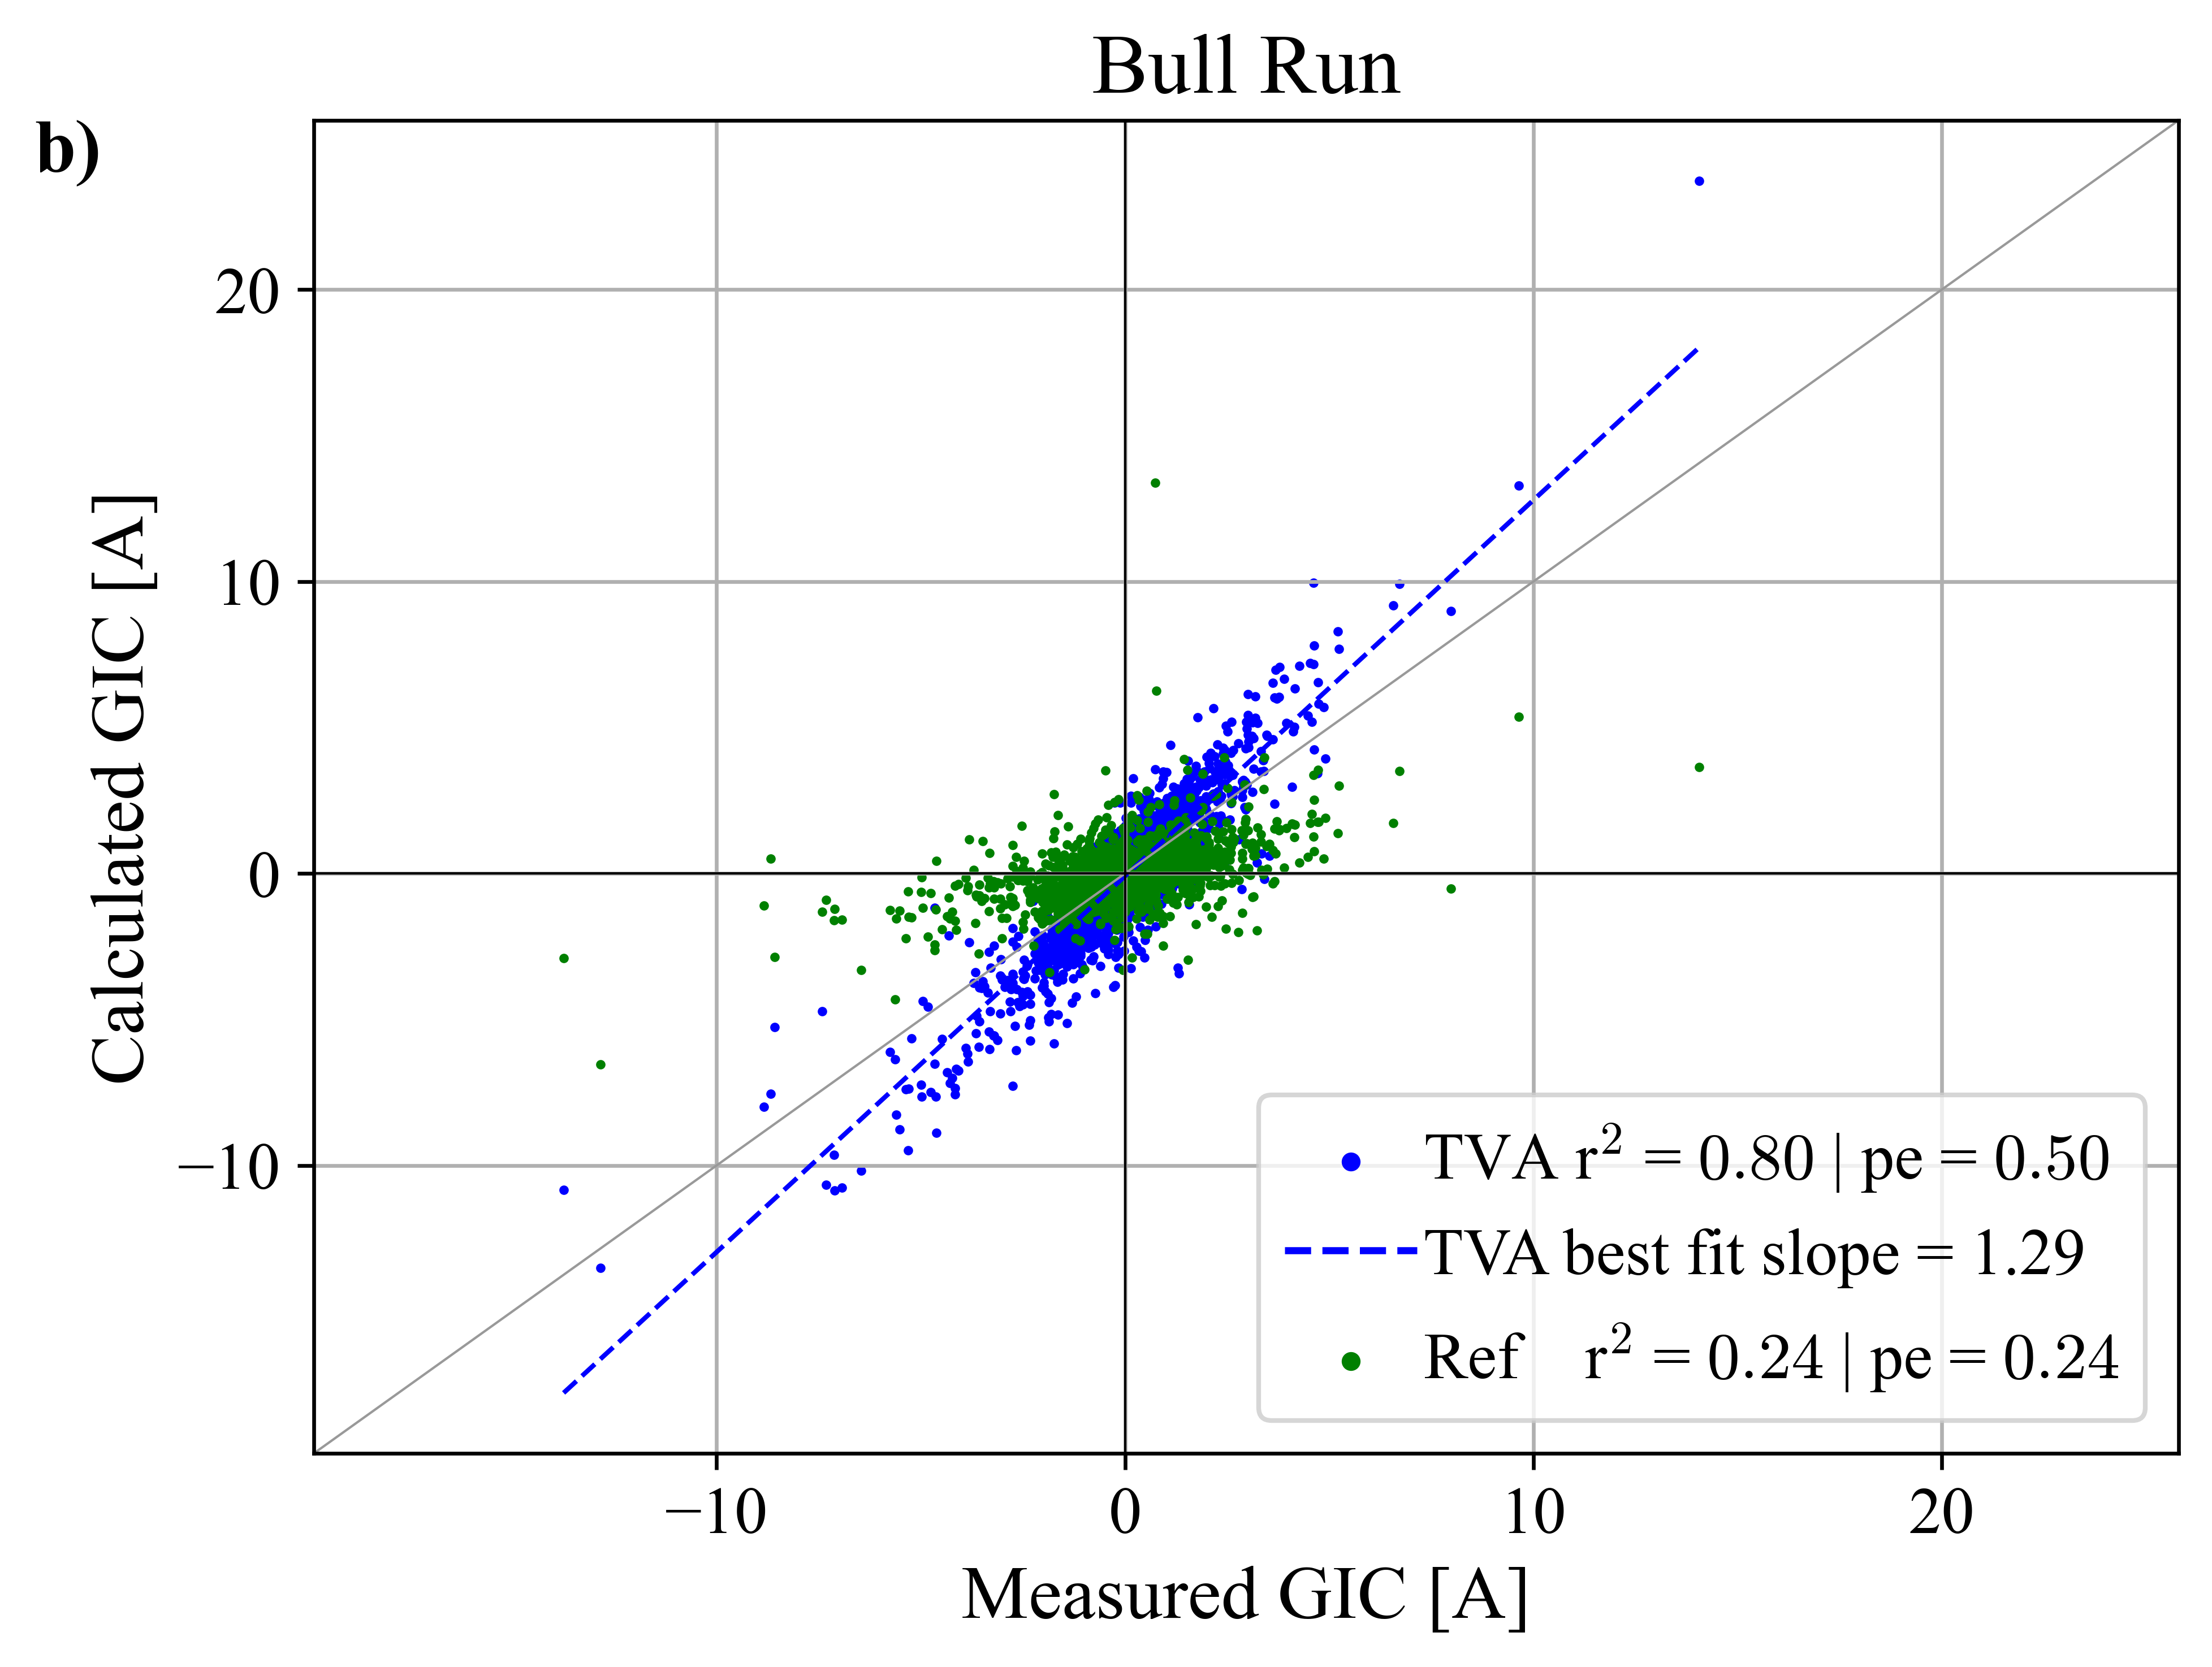 Bull Run
b)
Calculated GIC [A]
20
10
0
−10
−10
0
10
20
Measured GIC [A]
TVA r² = 0.80 | pe = 0.50
TVA best fit slope = 1.29
Ref r² = 0.24 | pe = 0.24